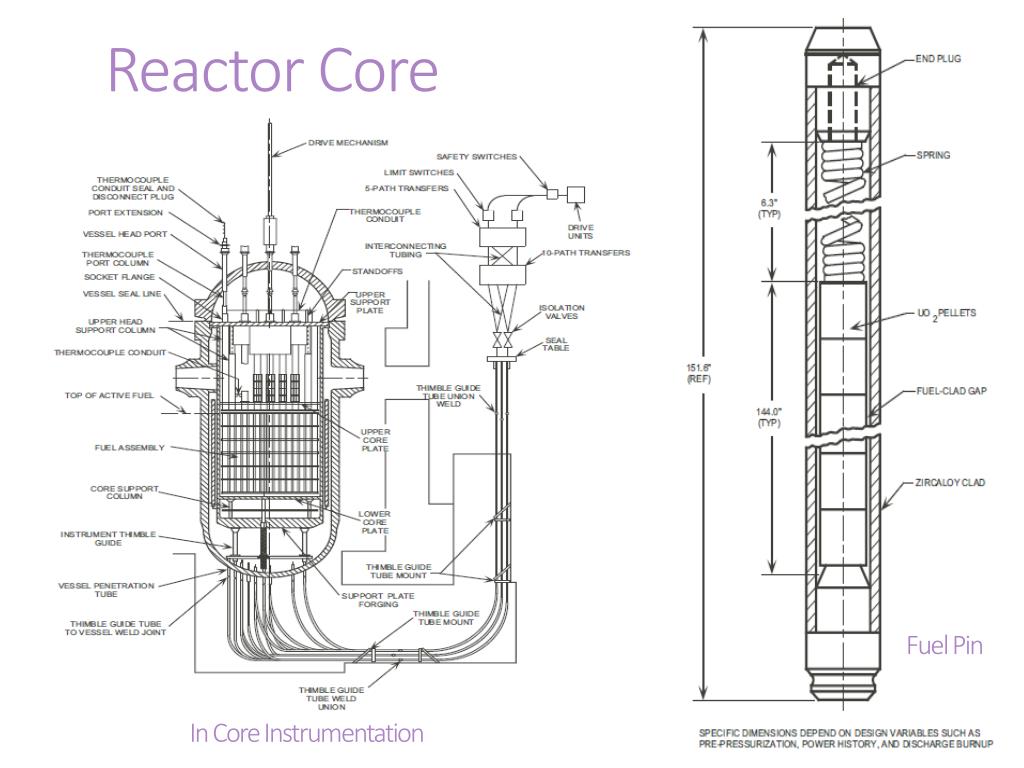 Reactor Core
DRIVE MECHANISM
SAFETY SWITCHES
LIMIT SWITCHES
5-PATH TRANSFERS
THERMOCOUPLE
CONDUIT SEAL AND
DISCONNECT PLUG
PORT EXTENSION
VESSEL HEAD PORT
THERMOCOUPLE
PORT COLUMN
SOCKET FLANGE
VESSEL SEAL LINE
UPPER HEAD
SUPPORT COLUMN
THERMOCOUPLE CONDUIT
TOP OF ACTIVE FUEL
FUEL ASSEMBLY
CORE SUPPORT
COLUMN
INSTRUMENT THIMBLE
GUIDE
VESSEL PENETRATION
TUBE
THIMBLE GUIDE TUBE
TO VESSEL WELD JOINT
THERMOCOUPLE
CONDUIT
INTERCONNECTING
TUBING
STANDOFFS
UPPER
SUPPORT
PLATE
DRIVE
UNITS
10-PATH TRANSFERS
ISOLATION
VALVES
SEAL
TABLE
THIMBLE GUIDE
TUBE UNION
WELD
UPPER
CORE
PLATE
LOWER
CORE
PLATE
THIMBLE GUIDE
TUBE MOUNT
SUPPORT PLATE
FORGING
THIMBLE GUIDE
TUBE MOUNT
THIMBLE GUIDE
TUBE WELD
UNION
In Core Instrumentation
END PLUG
SPRING
6.3"
(TYP)
UO 2 PELLETS
151.6"
(REF)
FUEL-CLAD GAP
144.0"
(TYP)
ZIRCALOY CLAD
Fuel Pin
SPECIFIC DIMENSIONS DEPEND ON DESIGN VARIABLES SUCH AS
PRE-PRESSURIZATION, POWER HISTORY, AND DISCHARGE BURNUP